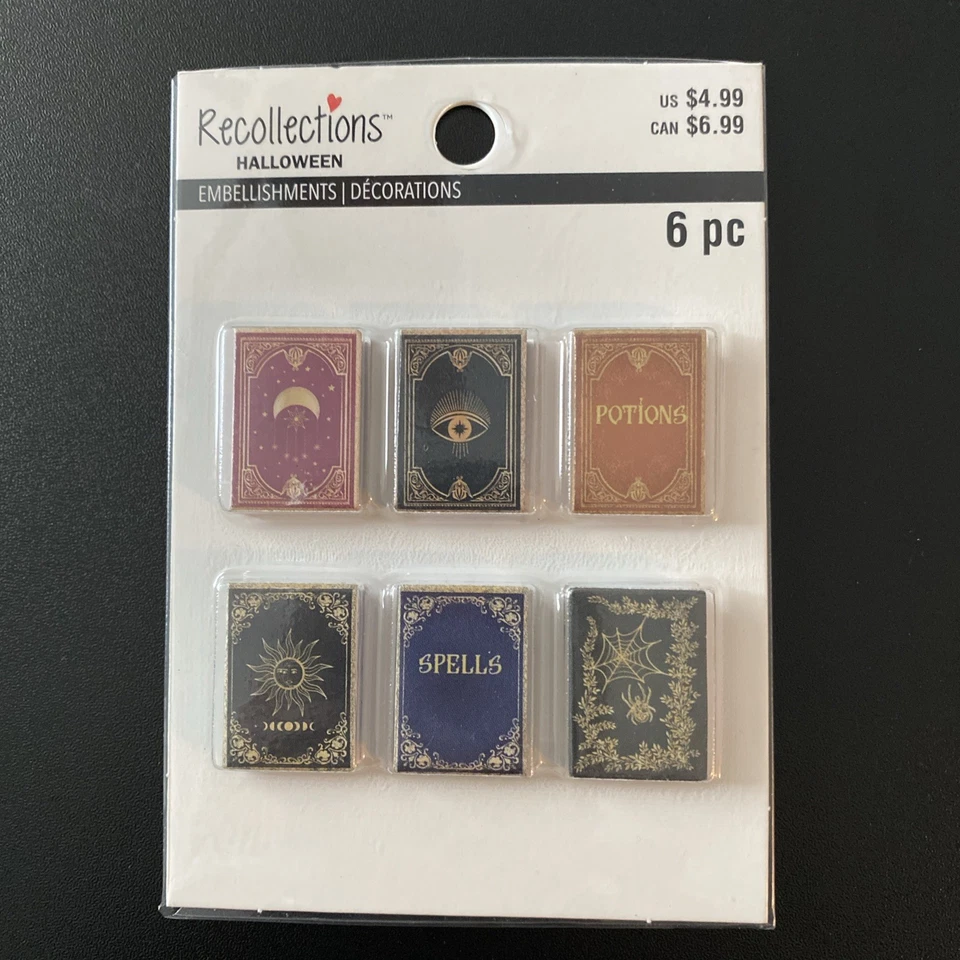 Recollections™
HALLOWEEN
US $4.99
CAN $6.99
EMBELLISHMENTS | DÉCORATIONS
6 pc
POTIONS
SPELLS